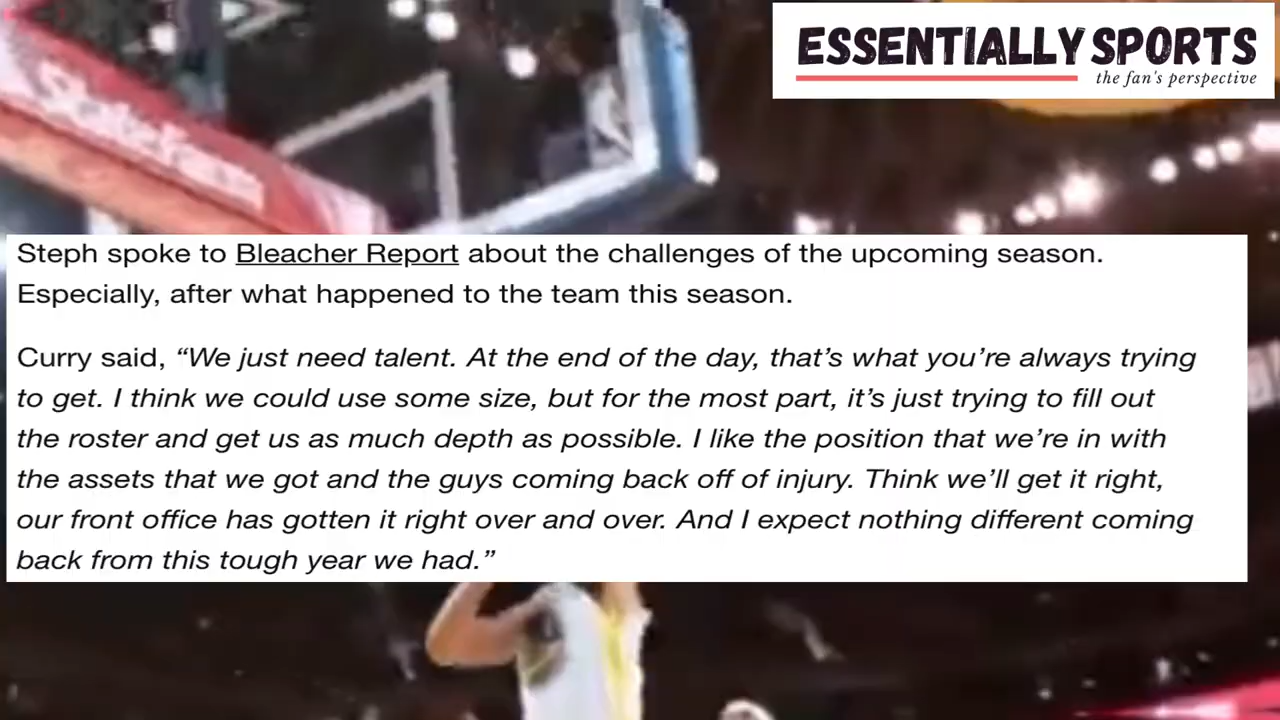 ESSENTIALLY SPORTS
the fan's perspective
State Farm
Steph spoke to Bleacher Report about the challenges of the upcoming season.
Especially, after what happened to the team this season.
Curry said, “We just need talent. At the end of the day, that’s what you’re always trying
to get. I think we could use some size, but for the most part, it’s just trying to fill out
the roster and get us as much depth as possible. I like the position that we’re in with
the assets that we got and the guys coming back off of injury. Think we’ll get it right,
our front office has gotten it right over and over. And I expect nothing different coming
back from this tough year we had.”